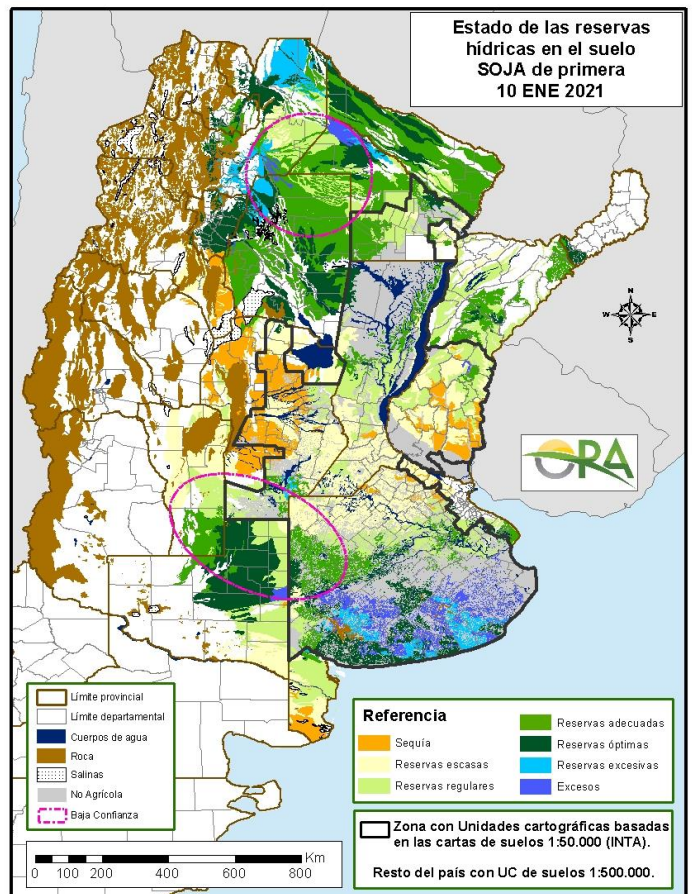 Estado de las reservas
hídricas en el suelo
SOJA de primera
10 ENE 2021
N
W E
S
ORA
Límite provincial
Límite departamental
Cuerpos de agua
Roca
Salinas
No Agrícola
Baja Confianza
Referencia
Sequía
Reservas escasas
Reservas regulares
Reservas adecuadas
Reservas óptimas
Reservas excesivas
Excesos
Zona con Unidades cartográficas basadas
en las cartas de suelos 1:50.000 (INTA).
Resto del país con UC de suelos 1:500.000.
0 100 200 400 600 800 Km